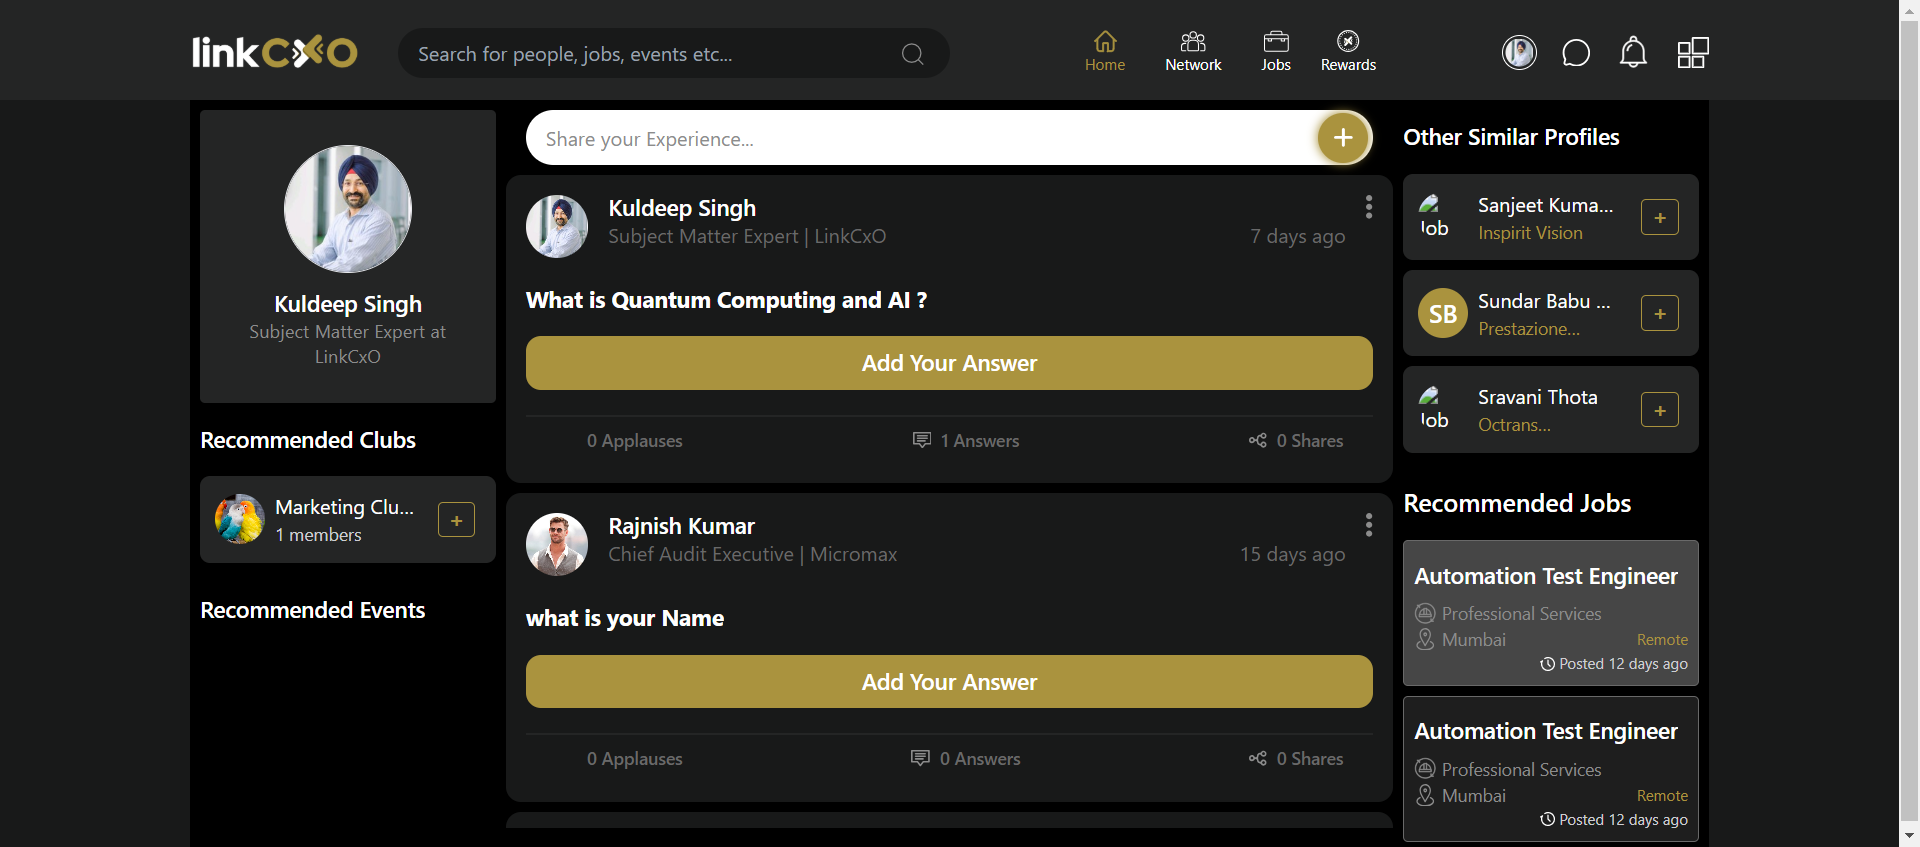 linkCxO
Search for people, jobs, events etc...
Home
Network
Jobs
Rewards
Kuldeep Singh
Subject Matter Expert at
LinkCxO
Recommended Clubs
Marketing Clu...
1 members
Recommended Events
Share your Experience...
Kuldeep Singh
Subject Matter Expert | LinkCxO
7 days ago
What is Quantum Computing and AI ?
Add Your Answer
0 Applauses
1 Answers
0 Shares
Rajnish Kumar
Chief Audit Executive | Micromax
15 days ago
what is your Name
Add Your Answer
0 Applauses
0 Answers
0 Shares
Other Similar Profiles
Job
Sanjeet Kuma...
Inspirit Vision
SB
Sundar Babu ...
Prestazione...
Job
Sravani Thota
Octrans...
Recommended Jobs
Automation Test Engineer
Professional Services
Mumbai
Remote
Posted 12 days ago
Automation Test Engineer
Professional Services
Mumbai
Remote
Posted 12 days ago